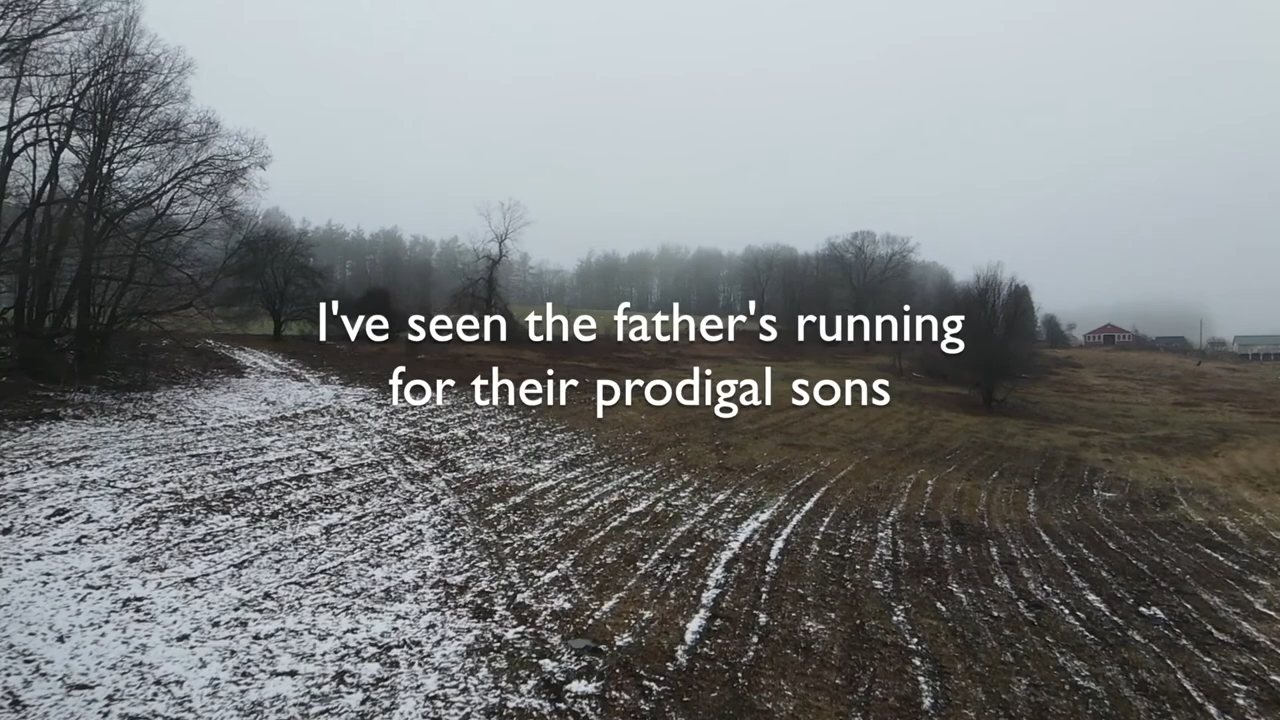 I've seen the father's running
for their prodigal sons